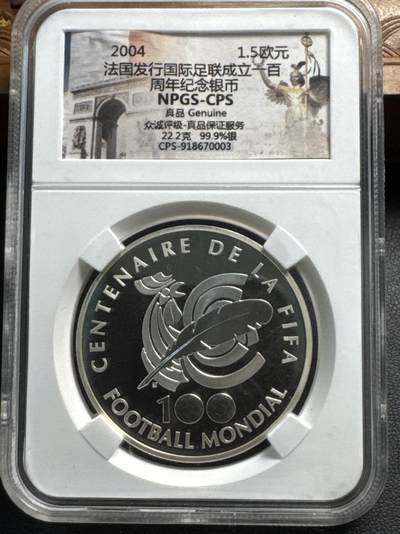 2004 1.5欧元
法国发行国际足联成立一百
周年纪念银币
NPGS-CPS
真品 Genuine
众诚评级-真品保证服务
22.2克 99.9%银
CPS-918670003
CENTENAIRE DE LA FIFA
100
FOOTBALL MONDIAL